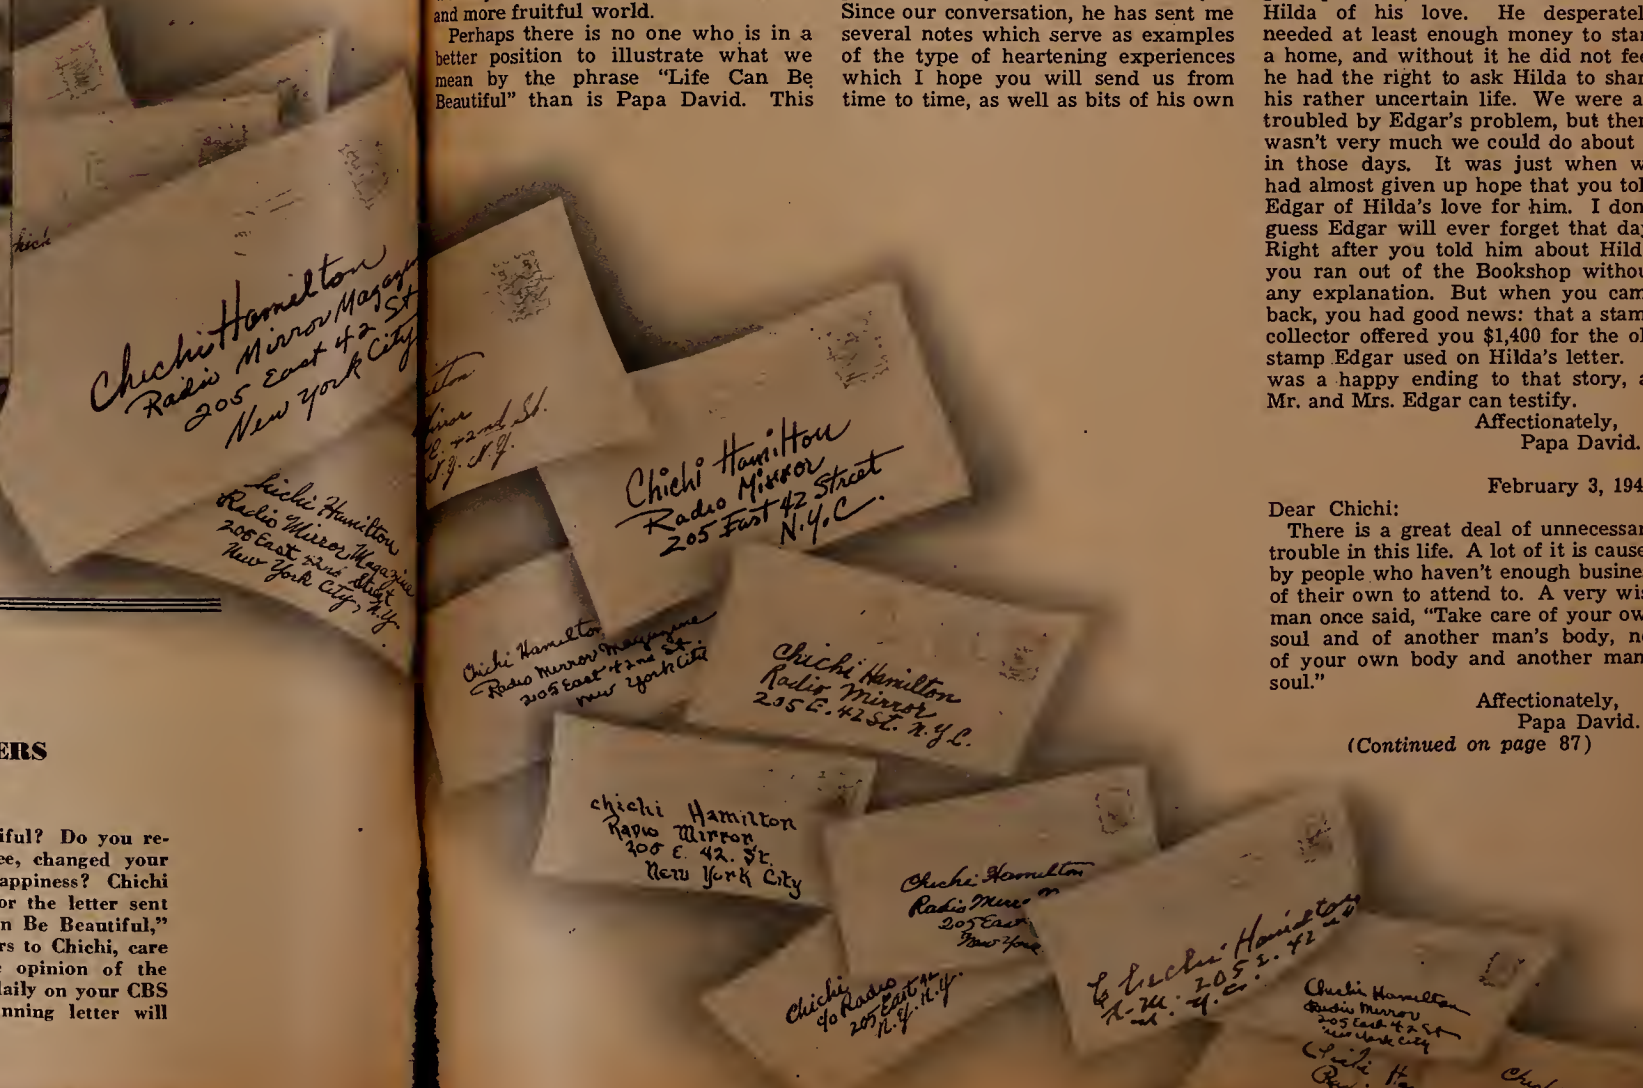 and more fruitful world.
Perhaps there is no one who is in a
better position to illustrate what we
mean by the phrase “Life Can Be
Beautiful” than is Papa David. This
Since our conversation, he has sent me
several notes which serve as examples
of the type of heartening experiences
which I hope you will send us from
time to time, as well as bits of his own
Hilda of his love. He desperatel
needed at least enough money to star
a home, and without it he did not fee
he had the right to ask Hilda to shar
his rather uncertain life. We were a
troubled by Edgar's problem, but ther
wasn't very much we could do about
in those days. It was just when w
had almost given up hope that you tol
Edgar of Hilda's love for him. I don
guess Edgar will ever forget that da
Right after you told him about Hild
you ran out of the Bookshop withou
any explanation. But when you cam
back, you had good news: that a stam
collector offered you $1,400 for the ol
stamp Edgar used on Hilda's letter.
was a happy ending to that story, a
Mr. and Mrs. Edgar can testify.
Affectionately,
Papa David.
February 3, 194
Dear Chichi:
There is a great deal of unnecessar
trouble in this life. A lot of it is cause
by people who haven't enough busine
of their own to attend to. A very wis
man once said, “Take care of your ow
soul and of another man's body, no
of your own body and another man
soul.”
Affectionately,
Papa David.
(Continued on page 87)
Chichi Hamilton
Radio Mirror Magazin
205 East 42 St
New York City
E. 42nd St.
N.Y. N.Y.
Chichi Hamilton
Radio Mirror
205 East 42 Street
N.Y.C.
hichi Hamilton
Radio Mirror Magazine
205 East 42nd Street
New York City, N.Y.
Chichi Hamilton
Radio Mirror Magazine
205 East 42nd St.
New York City
Chichi Hamilton
Radio Mirror
205 E. 42 St. N.Y.C.
chichi Hamilton
Radio Mirror
205 E. 42. St.
New York City
Chichi Hamilton
Radio Mirro
205 East
New York
Chichi Hamilton
R.M. 205 E. 42
N.Y.C.
Chichi
c/o Radio
205 East 42
N.Y. N.Y.
Chichi Hamilton
Radio Mirror
205 East 42 St
New York City
Chichi H
Chich
ERS
iful? Do you re-
ee, changed your
appiness? Chichi
or the letter sent
n Be Beautiful,”
rs to Chichi, care
e opinion of the
daily on your CBS
nning letter will